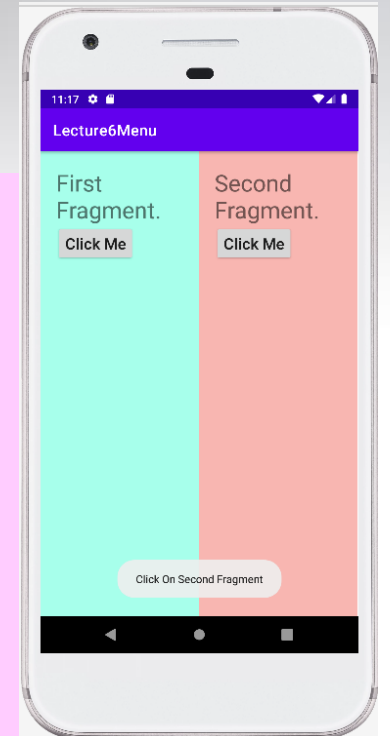 11:17
Lecture6Menu
First
Fragment.
Click Me
Second
Fragment.
Click Me
Click On Second Fragment